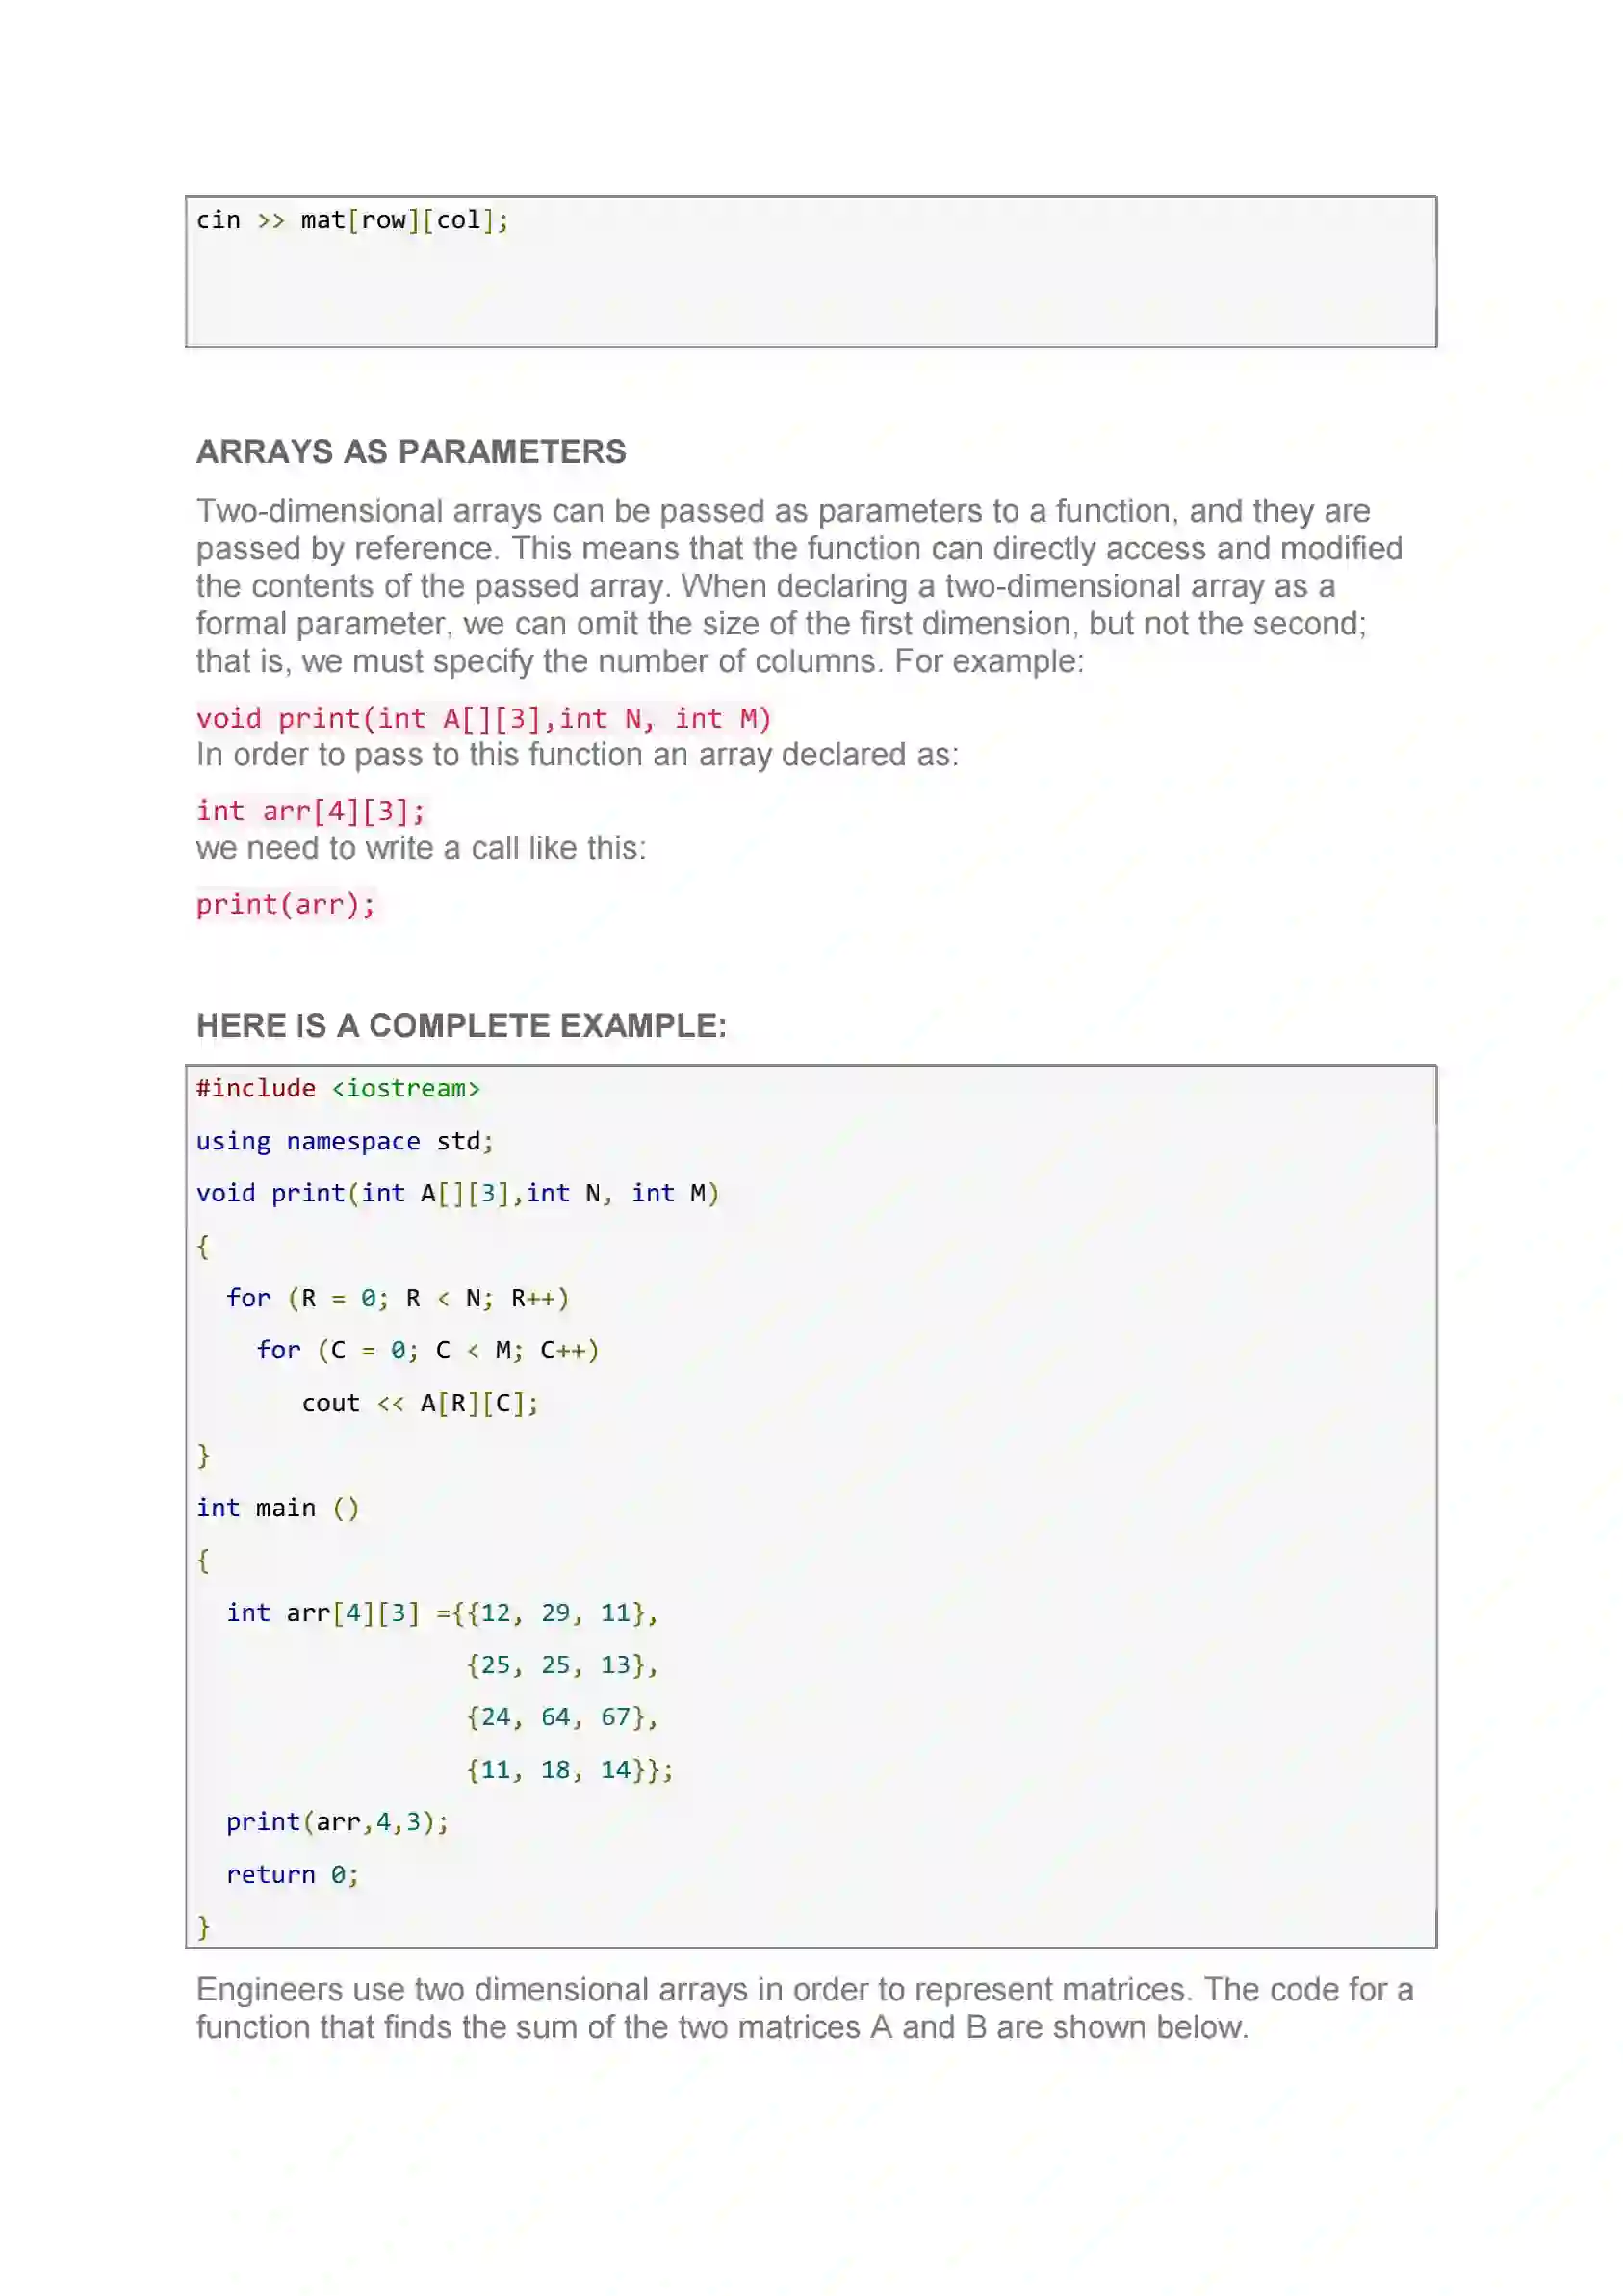 cin >> mat[row][col];
ARRAYS AS PARAMETERS
Two-dimensional arrays can be passed as parameters to a function, and they are
passed by reference. This means that the function can directly access and modified
the contents of the passed array. When declaring a two-dimensional array as a
formal parameter, we can omit the size of the first dimension, but not the second;
that is, we must specify the number of columns. For example:
void print(int A[][3],int N, int M)
In order to pass to this function an array declared as:
int arr[4][3];
we need to write a call like this:
print(arr);
HERE IS A COMPLETE EXAMPLE:
#include <iostream>
using namespace std;
void print(int A[][3],int N, int M)
{
  for (R = 0; R < N; R++)
    for (C = 0; C < M; C++)
       cout << A[R][C];
}
int main ()
{
  int arr[4][3] ={{12, 29, 11},
                  {25, 25, 13},
                  {24, 64, 67},
                  {11, 18, 14}};
  print(arr,4,3);
  return 0;
}
Engineers use two dimensional arrays in order to represent matrices. The code for a
function that finds the sum of the two matrices A and B are shown below.